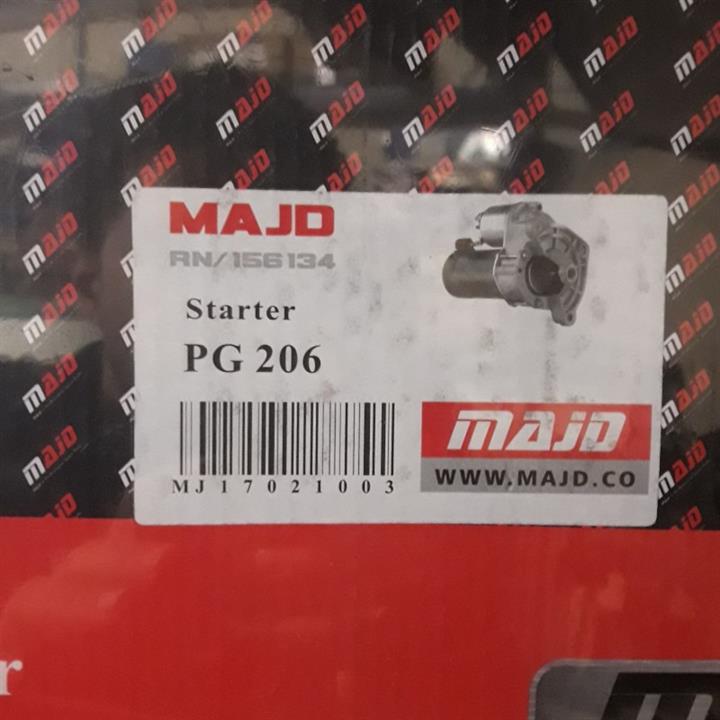 MAJD
RN/156134
Starter
PG 206
MJ17021003
MAJD
WWW.MAJD.CO
r